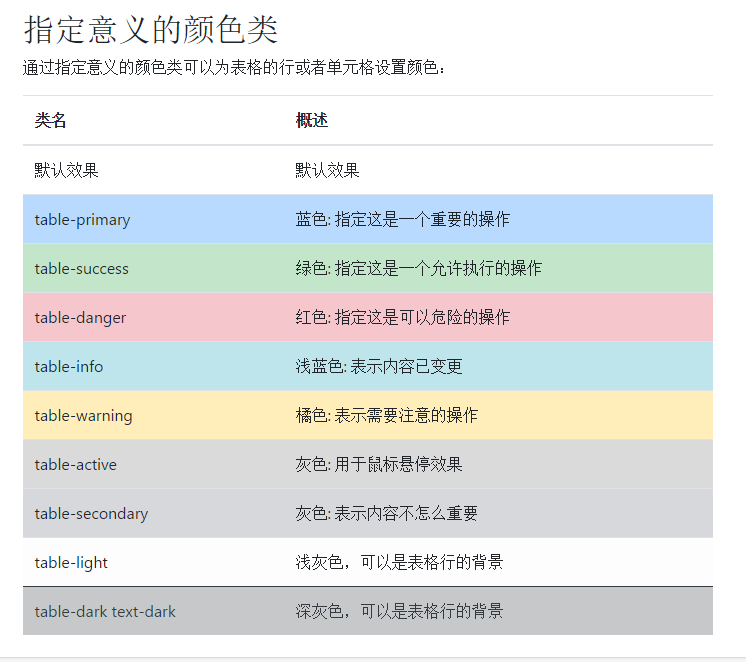 指定意义的颜色类
通过指定意义的颜色类可以为表格的行或者单元格设置颜色：
类名 概述
默认效果 默认效果
table-primary 蓝色: 指定这是一个重要的操作
table-success 绿色: 指定这是一个允许执行的操作
table-danger 红色: 指定这是可以危险的操作
table-info 浅蓝色: 表示内容已变更
table-warning 橘色: 表示需要注意的操作
table-active 灰色: 用于鼠标悬停效果
table-secondary 灰色: 表示内容不怎么重要
table-light 浅灰色，可以是表格行的背景
table-dark text-dark 深灰色，可以是表格行的背景